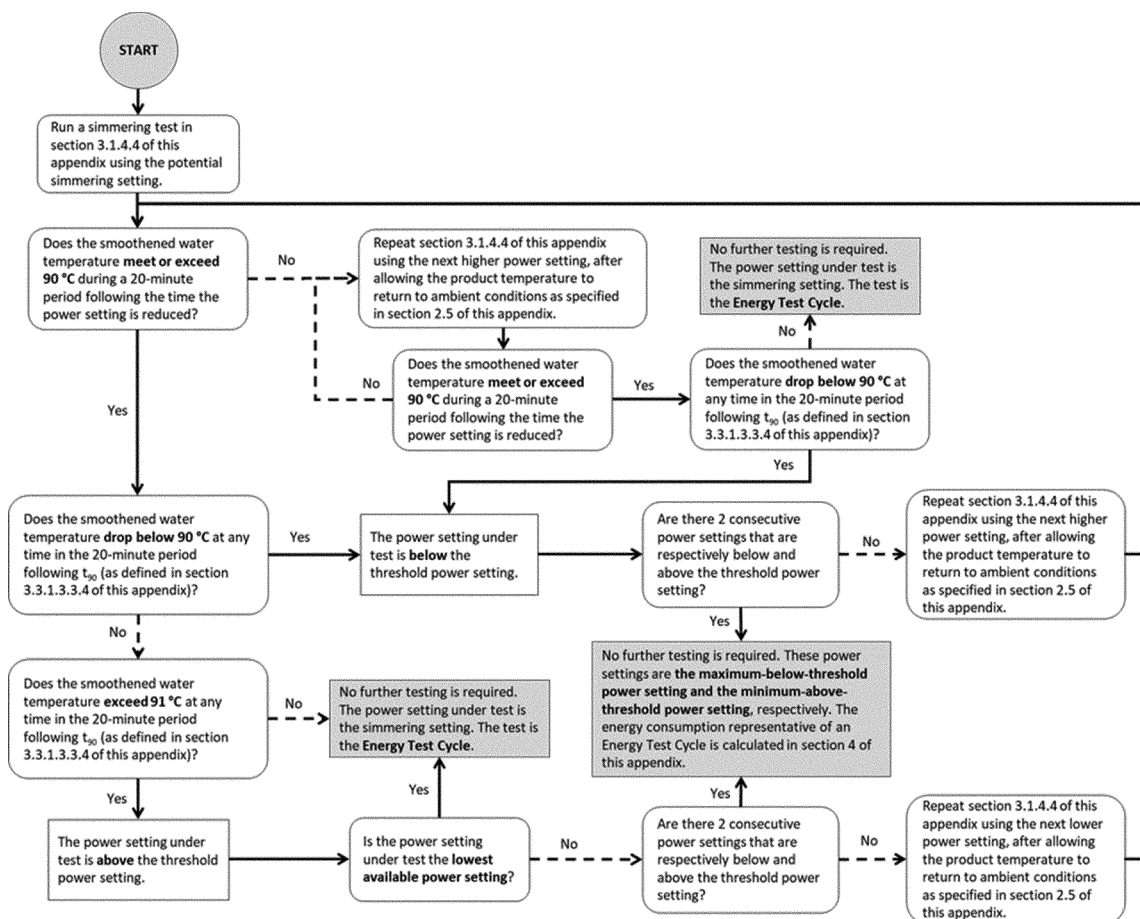 START
Run a simmering test in
section 3.1.4.4 of this
appendix using the potential
simmering setting.
Does the smoothened water
temperature meet or exceed
90 °C during a 20-minute
period following the time the
power setting is reduced?
No
Repeat section 3.1.4.4 of this appendix
using the next higher power setting, after
allowing the product temperature to
return to ambient conditions as specified
in section 2.5 of this appendix.
No further testing is required.
The power setting under test is
the simmering setting. The test is
the Energy Test Cycle.
No
No
Does the smoothened water
temperature meet or exceed
90 °C during a 20-minute
period following the time the
power setting is reduced?
Yes
Does the smoothened water
temperature drop below 90 °C at
any time in the 20-minute period
following t90 (as defined in section
3.3.1.3.3.4 of this appendix)?
Yes
Yes
Does the smoothened water
temperature drop below 90 °C at any
time in the 20-minute period
following t90 (as defined in section
3.3.1.3.3.4 of this appendix)?
Yes
The power setting under
test is below the
threshold power setting.
Are there 2 consecutive
power settings that are
respectively below and
above the threshold power
setting?
No
Repeat section 3.1.4.4 of this
appendix using the next higher
power setting, after allowing
the product temperature to
return to ambient conditions
as specified in section 2.5 of
this appendix.
No
Yes
Does the smoothened water
temperature exceed 91 °C at any
time in the 20-minute period
following t90 (as defined in section
3.3.1.3.3.4 of this appendix)?
No
No further testing is required.
The power setting under test is
the simmering setting. The test is
the Energy Test Cycle.
No further testing is required. These power
settings are the maximum-below-threshold
power setting and the minimum-above-
threshold power setting, respectively. The
energy consumption representative of an
Energy Test Cycle is calculated in section 4 of
this appendix.
Yes
Yes
Yes
The power setting under
test is above the threshold
power setting.
Is the power setting
under test the lowest
available power setting?
No
Are there 2 consecutive
power settings that are
respectively below and
above the threshold power
setting?
No
Repeat section 3.1.4.4 of this
appendix using the next lower
power setting, after allowing
the product temperature to
return to ambient conditions
as specified in section 2.5 of
this appendix.